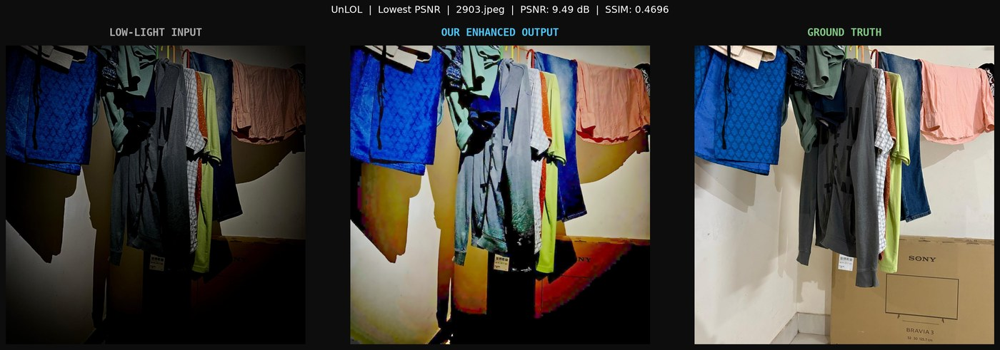 UnLOL | Lowest PSNR | 2903.jpeg | PSNR: 9.49 dB | SSIM: 0.4696
LOW-LIGHT INPUT
OUR ENHANCED OUTPUT
GROUND TRUTH
SONY
BRAVIA 3